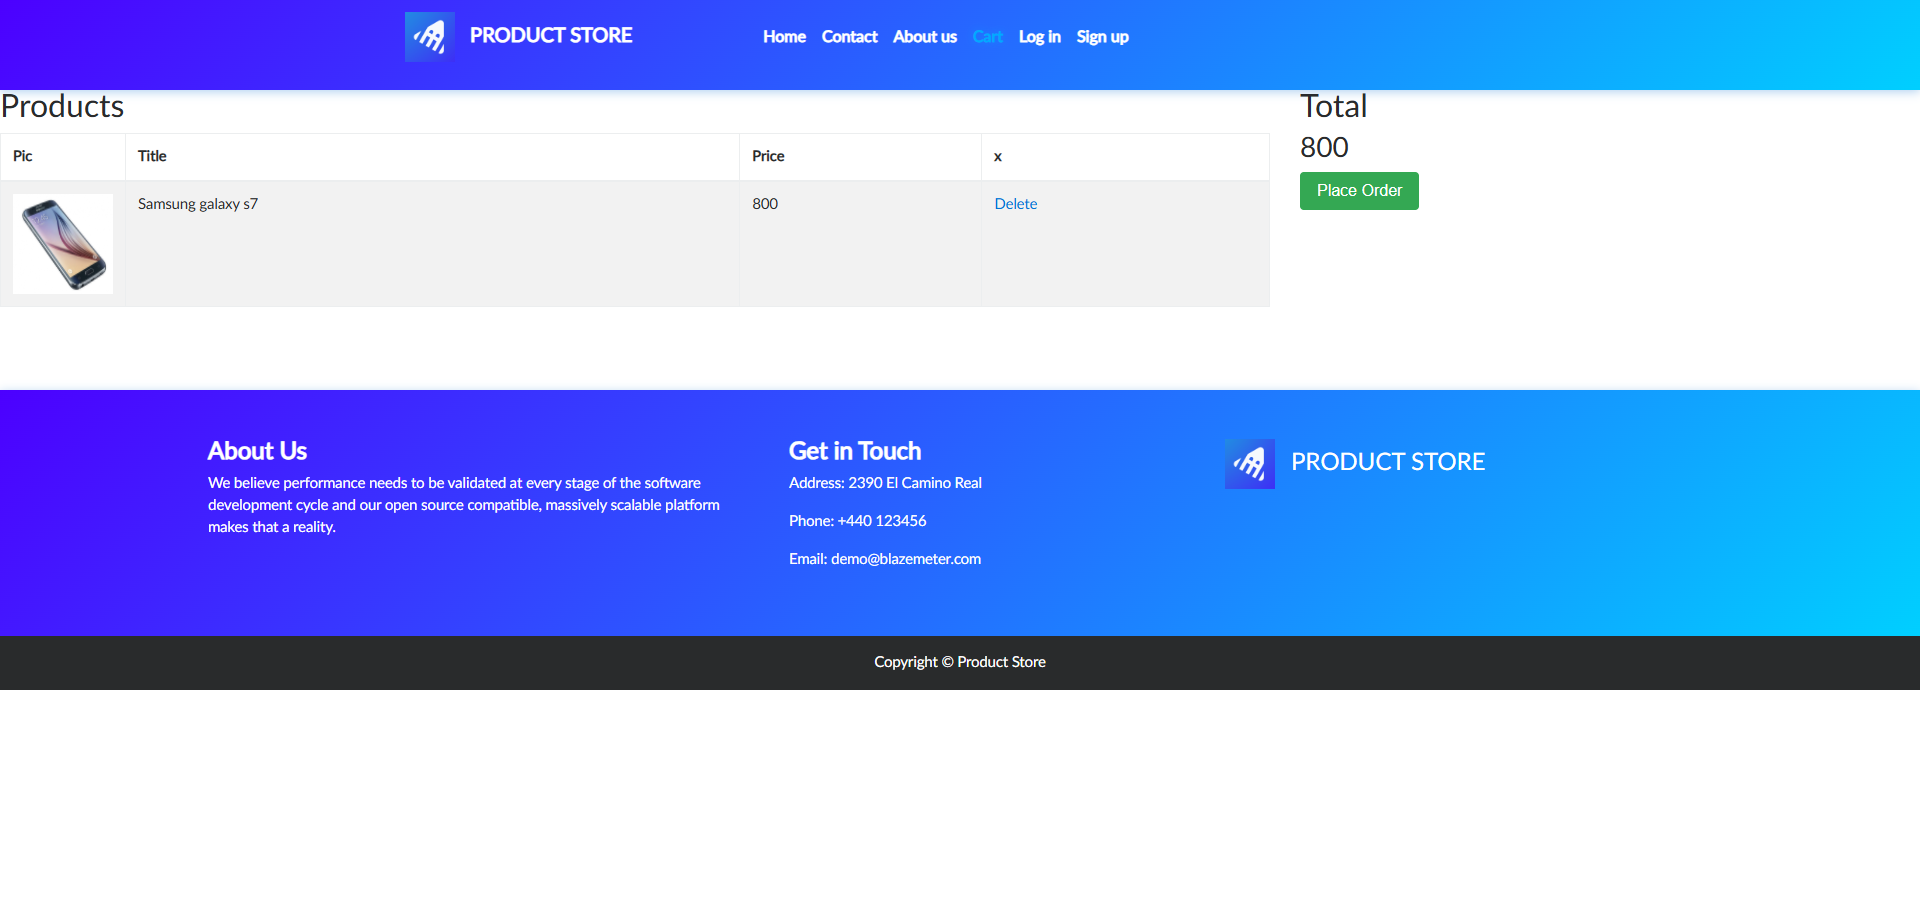 PRODUCT STORE
Home Contact About us Cart Log in Sign up
Products
Pic Title Price x
Samsung galaxy s7 800 Delete
Total
800
Place Order
About Us
We believe performance needs to be validated at every stage of the software
development cycle and our open source compatible, massively scalable platform
makes that a reality.
Get in Touch
Address: 2390 El Camino Real
Phone: +440 123456
Email: demo@blazemeter.com
PRODUCT STORE
Copyright © Product Store